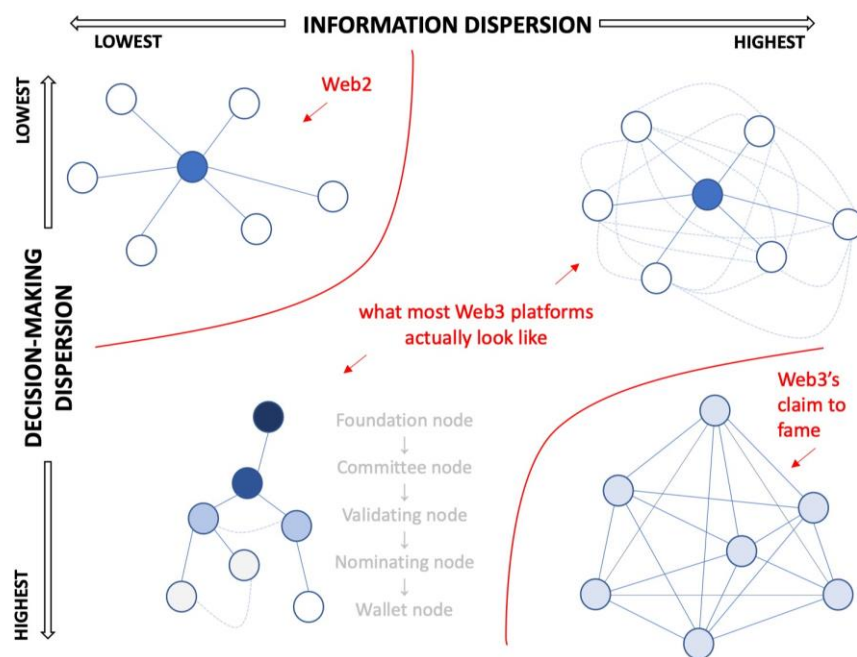 INFORMATION DISPERSION
LOWEST
HIGHEST
LOWEST
DECISION-MAKING
DISPERSION
HIGHEST
Web2
what most Web3 platforms
actually look like
Foundation node
Committee node
Validating node
Nominating node
Wallet node
Web3’s
claim to
fame